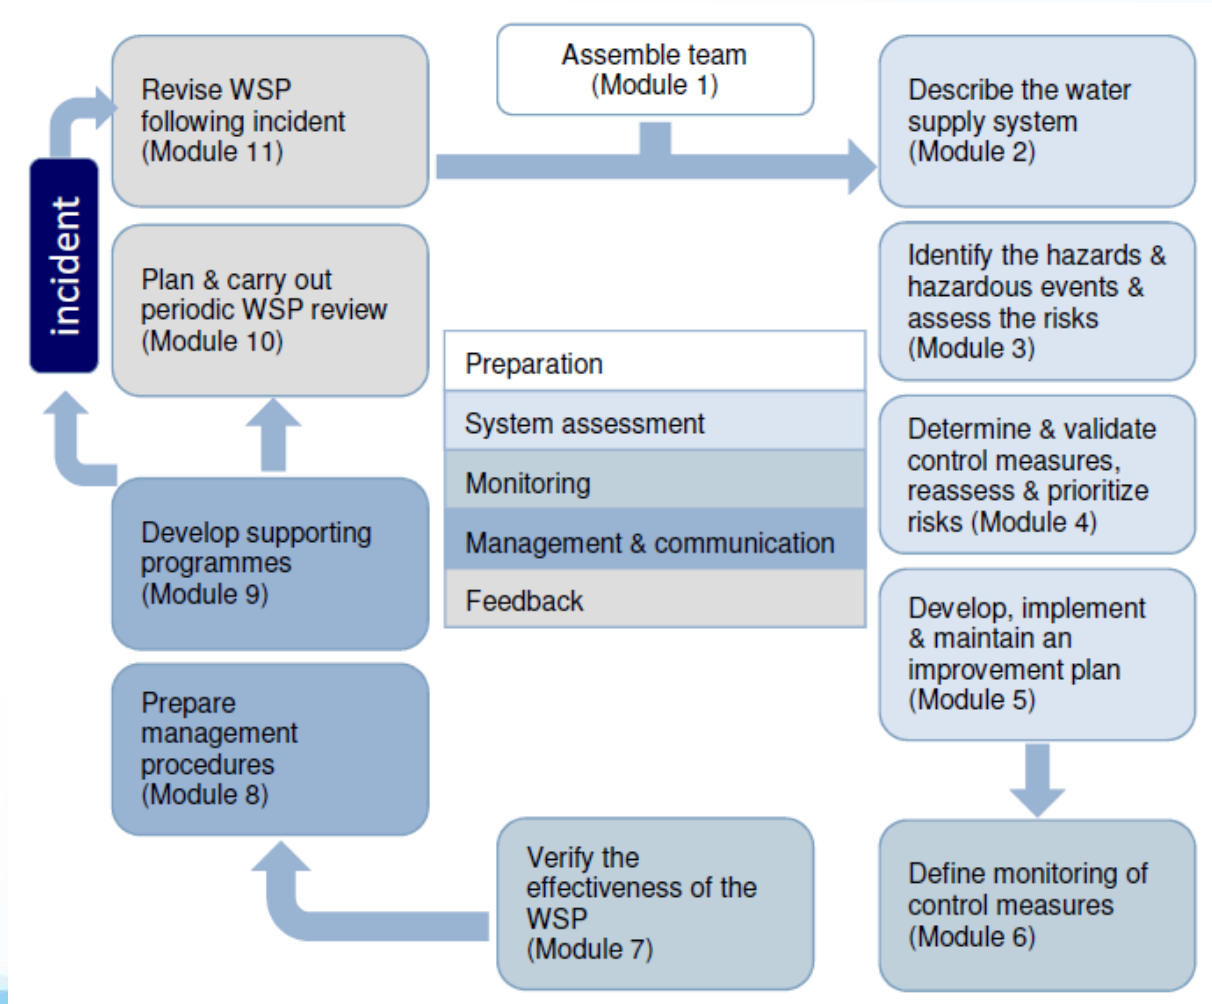 Assemble team
(Module 1)
Describe the water
supply system
(Module 2)
Identify the hazards &
hazardous events &
assess the risks
(Module 3)
Determine & validate
control measures,
reassess & prioritize
risks (Module 4)
Develop, implement
& maintain an
improvement plan
(Module 5)
Define monitoring of
control measures
(Module 6)
Verify the
effectiveness of the
WSP
(Module 7)
Prepare
management
procedures
(Module 8)
Develop supporting
programmes
(Module 9)
incident
Plan & carry out
periodic WSP review
(Module 10)
Revise WSP
following incident
(Module 11)
Preparation
System assessment
Monitoring
Management & communication
Feedback